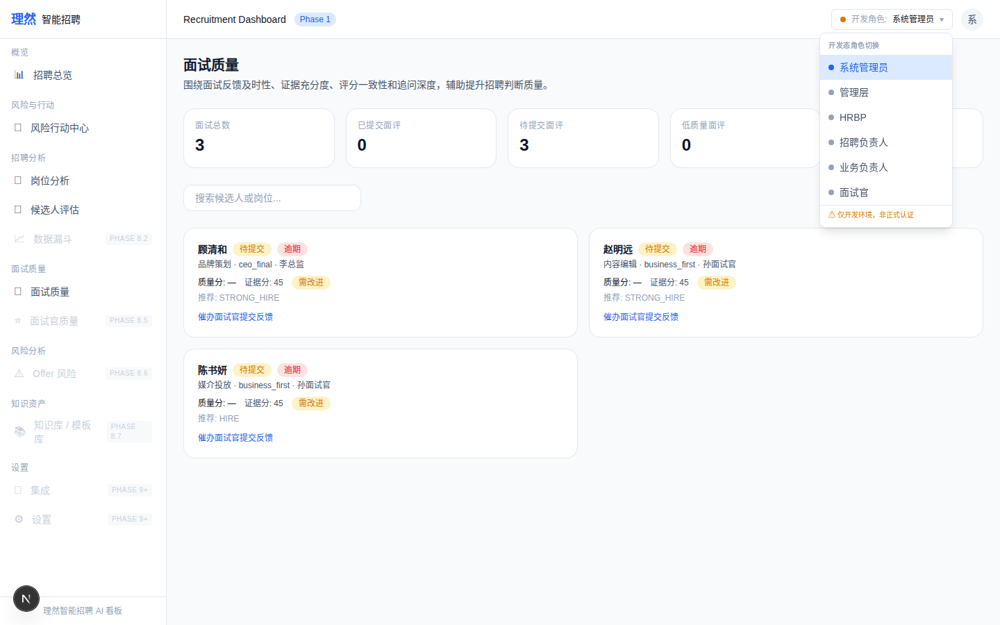 理然 智能招聘
概览
招聘总览
风险与行动
风险行动中心
招聘分析
岗位分析
候选人评估
数据漏斗 PHASE 8.2
面试质量
面试质量
面试官质量 PHASE 8.5
风险分析
Offer 风险 PHASE 8.6
知识资产
知识库 / 模板
库
PHASE
8.7
设置
集成 PHASE 9+
设置 PHASE 9+
理然智能招聘 AI 看板
Recruitment Dashboard Phase 1
开发角色: 系统管理员 ▾
系
开发态角色切换
系统管理员
管理层
HRBP
招聘负责人
业务负责人
面试官
⚠ 仅开发环境，非正式认证
面试质量
围绕面试反馈及时性、证据充分度、评分一致性和追问深度，辅助提升招聘判断质量。
面试总数
3
已提交面评
0
待提交面评
3
低质量面评
0
搜索候选人或岗位...
顾清和 待提交 逾期
品牌策划 · ceo_final · 李总监
质量分: — 证据分: 45 需改进
推荐: STRONG_HIRE
催办面试官提交反馈
赵明远 待提交 逾期
内容编辑 · business_first · 孙面试官
质量分: — 证据分: 45 需改进
推荐: STRONG_HIRE
催办面试官提交反馈
陈书妍 待提交 逾期
媒介投放 · business_first · 孙面试官
质量分: — 证据分: 45 需改进
推荐: HIRE
催办面试官提交反馈